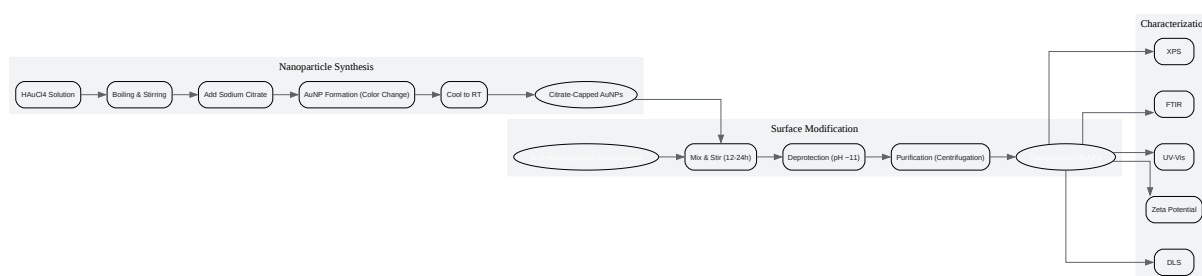 Nanoparticle Synthesis
HAuCl4 Solution
Boiling & Stirring
Add Sodium Citrate
AuNP Formation (Color Change)
Cool to RT
Citrate-Capped AuNPs
Surface Modification
Mix & Stir (12-24h)
Deprotection (pH ~11)
Purification (Centrifugation)
Characterizatio
XPS
FTIR
UV-Vis
Zeta Potential
DLS